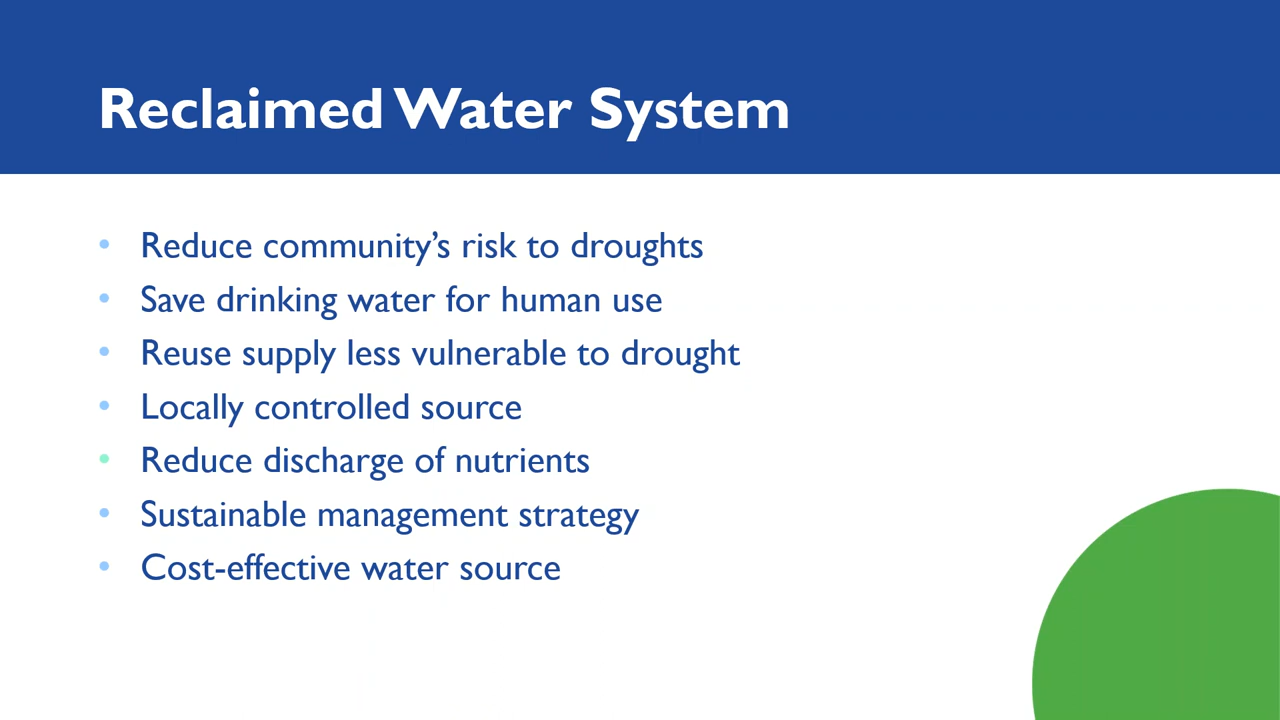 Reclaimed Water System
• Reduce community’s risk to droughts
• Save drinking water for human use
• Reuse supply less vulnerable to drought
• Locally controlled source
• Reduce discharge of nutrients
• Sustainable management strategy
• Cost-effective water source